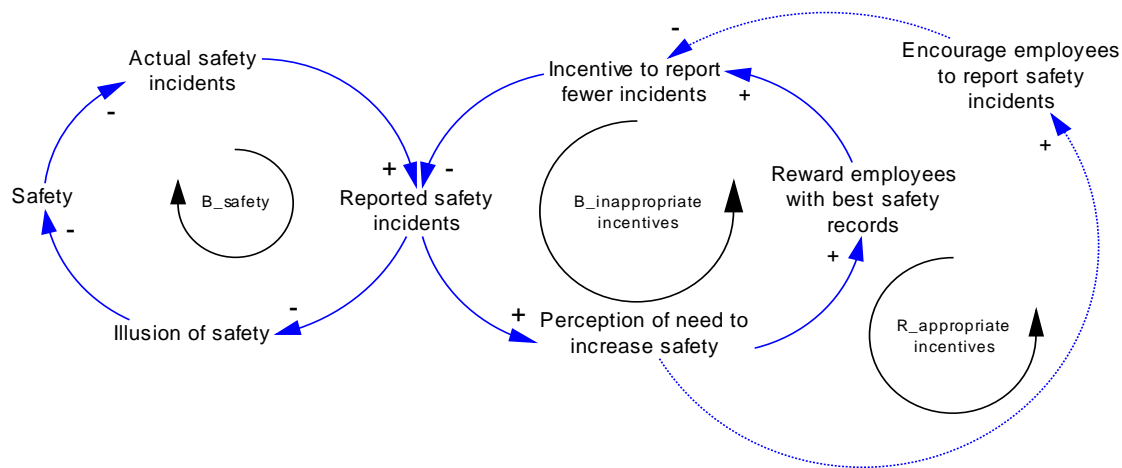 Actual safety
incidents
-
+
Safety
-
B_safety
Reported safety
incidents
-
Illusion of safety
-
Incentive to report
fewer incidents
-
+
-
B_inappropriate
incentives
+
Perception of need to
increase safety
Reward employees
with best safety
records
+
Encourage employees
to report safety
incidents
+
R_appropriate
incentives